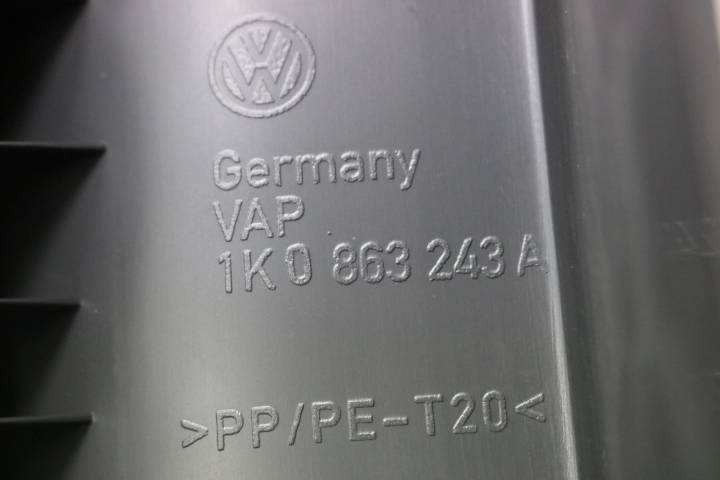 Germany
VAP
1K0 863 243 A
>PP/PE-T20<